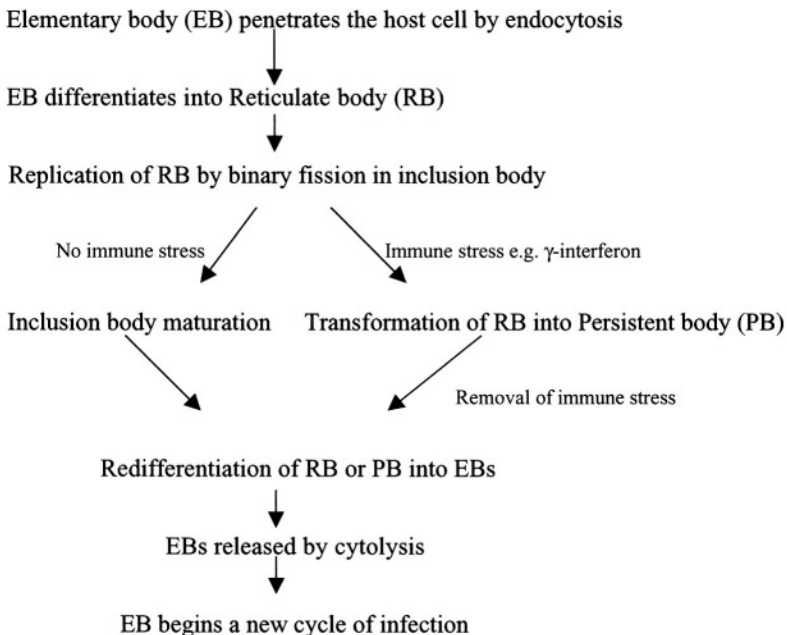 Elementary body (EB) penetrates the host cell by endocytosis
EB differentiates into Reticulate body (RB)
Replication of RB by binary fission in inclusion body
No immune stress
Immune stress e.g. γ-interferon
Inclusion body maturation
Transformation of RB into Persistent body (PB)
Removal of immune stress
Redifferentiation of RB or PB into EBs
EBs released by cytolysis
EB begins a new cycle of infection